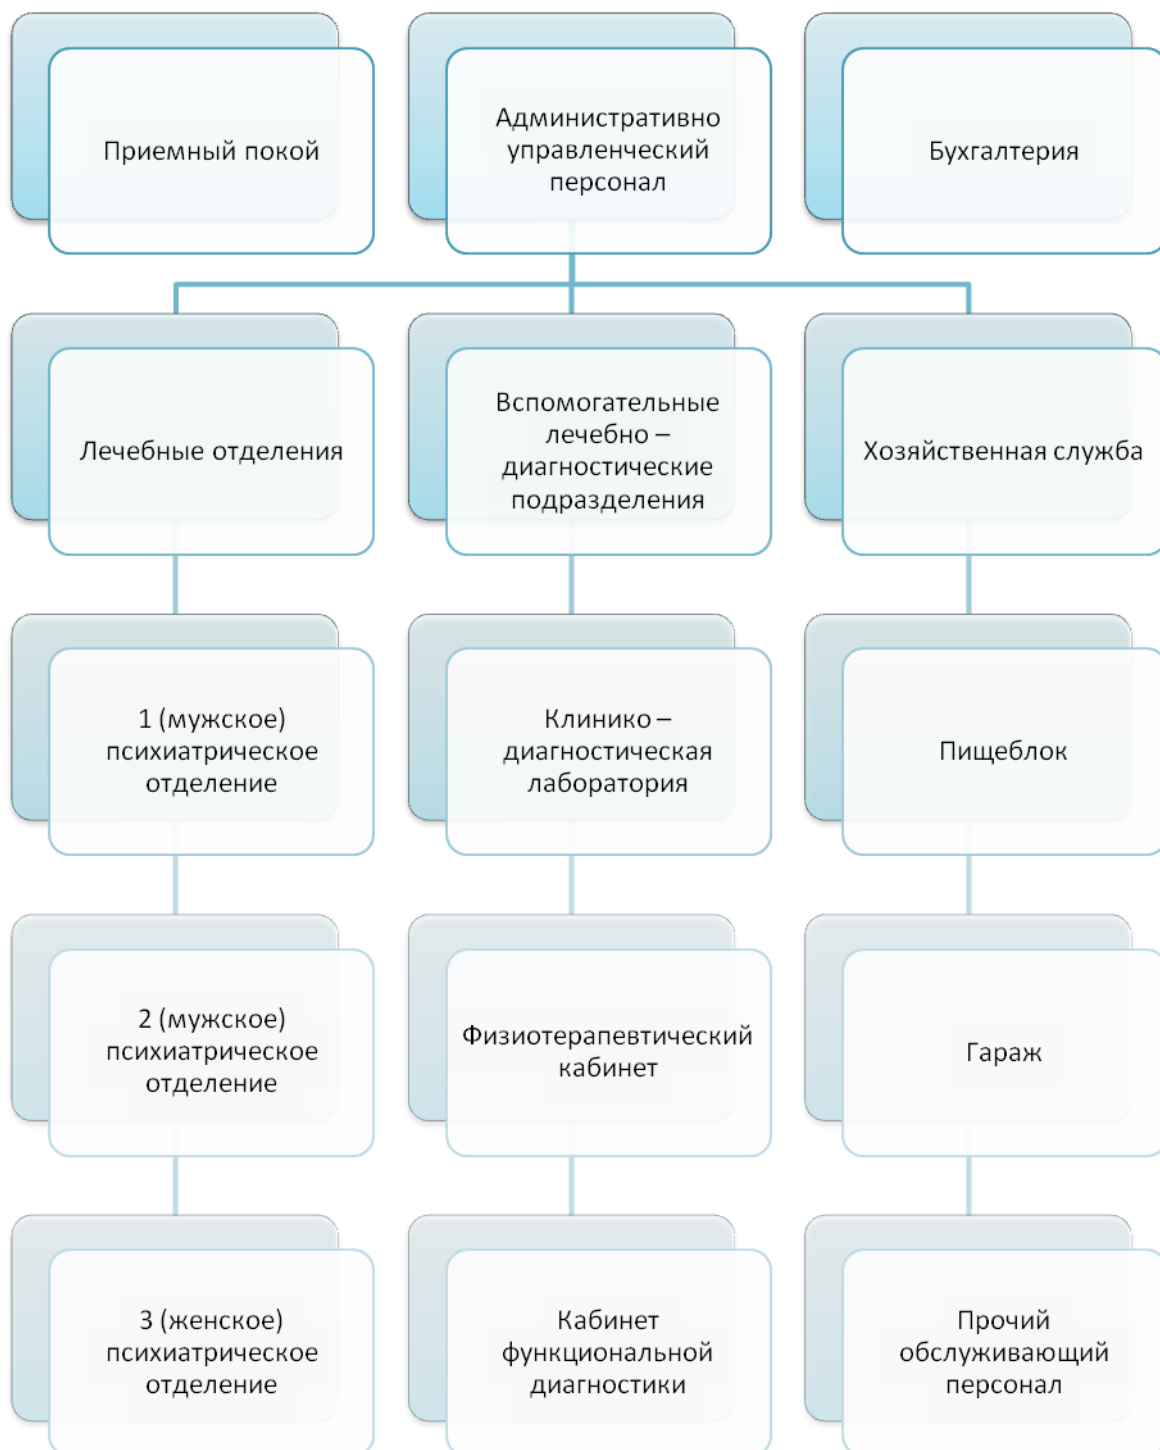 Приемный покой
Административно
управленческий
персонал
Бухгалтерия
Лечебные отделения
Вспомогательные
лечебно –
диагностические
подразделения
Хозяйственная служба
1 (мужское)
психиатрическое
отделение
Клинико –
диагностическая
лаборатория
Пищеблок
2 (мужское)
психиатрическое
отделение
Физиотерапевтический
кабинет
Гараж
3 (женское)
психиатрическое
отделение
Кабинет
функциональной
диагностики
Прочий
обслуживающий
персонал